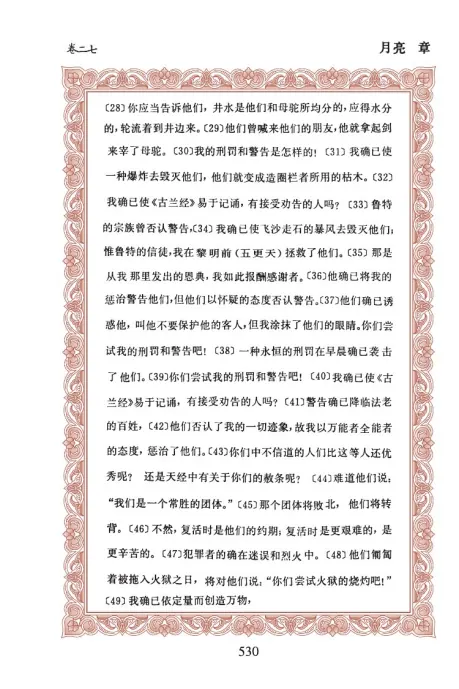 卷二七
月亮 章
〔28〕你应当告诉他们，井水是他们和母驼所均分的，应得水分
的，轮流着到井边来。〔29〕他们曾喊来他们的朋友，他就拿起剑
来宰了母驼。〔30〕我的刑罚和警告是怎样的！〔31〕我确已使
一种爆炸去毁灭他们，他们就变成造圈栏者所用的枯木。〔32〕
我确已使《古兰经》易于记诵，有接受劝告的人吗？〔33〕鲁特
的宗族曾否认警告，〔34〕我确已使飞沙走石的暴风去毁灭他们；
惟鲁特的信徒，我在黎明前（五更天）拯救了他们。〔35〕那是
从我那里发出的恩典，我如此报酬感谢者。〔36〕他确已将我的
惩治警告他们，但他们以怀疑的态度否认警告。〔37〕他们确已诱
惑他，叫他不要保护他的客人，但我涂抹了他们的眼睛。你们尝
试我的刑罚和警告吧！〔38〕一种永恒的刑罚在早晨确已袭击
了他们。〔39〕你们尝试我的刑罚和警告吧！〔40〕我确已使《古
兰经》易于记诵，有接受劝告的人吗？〔41〕警告确已降临法老
的百姓，〔42〕他们否认了我的一切迹象，故我以万能者全能者
的态度，惩治了他们。〔43〕你们中不信道的人们比这等人还优
秀呢？ 还是天经中有关于你们的赦条呢？〔44〕难道他们说：
“我们是一个常胜的团体。”〔45〕那个团体将败北，他们将转
背。〔46〕不然，复活时是他们的约期；复活时是更艰难的，是
更辛苦的。〔47〕犯罪者的确在迷误和烈火中。〔48〕他们匍匐
着被拖入火狱之日，将对他们说：“你们尝试火狱的烧灼吧！”
〔49〕我确已依定量而创造万物，
530